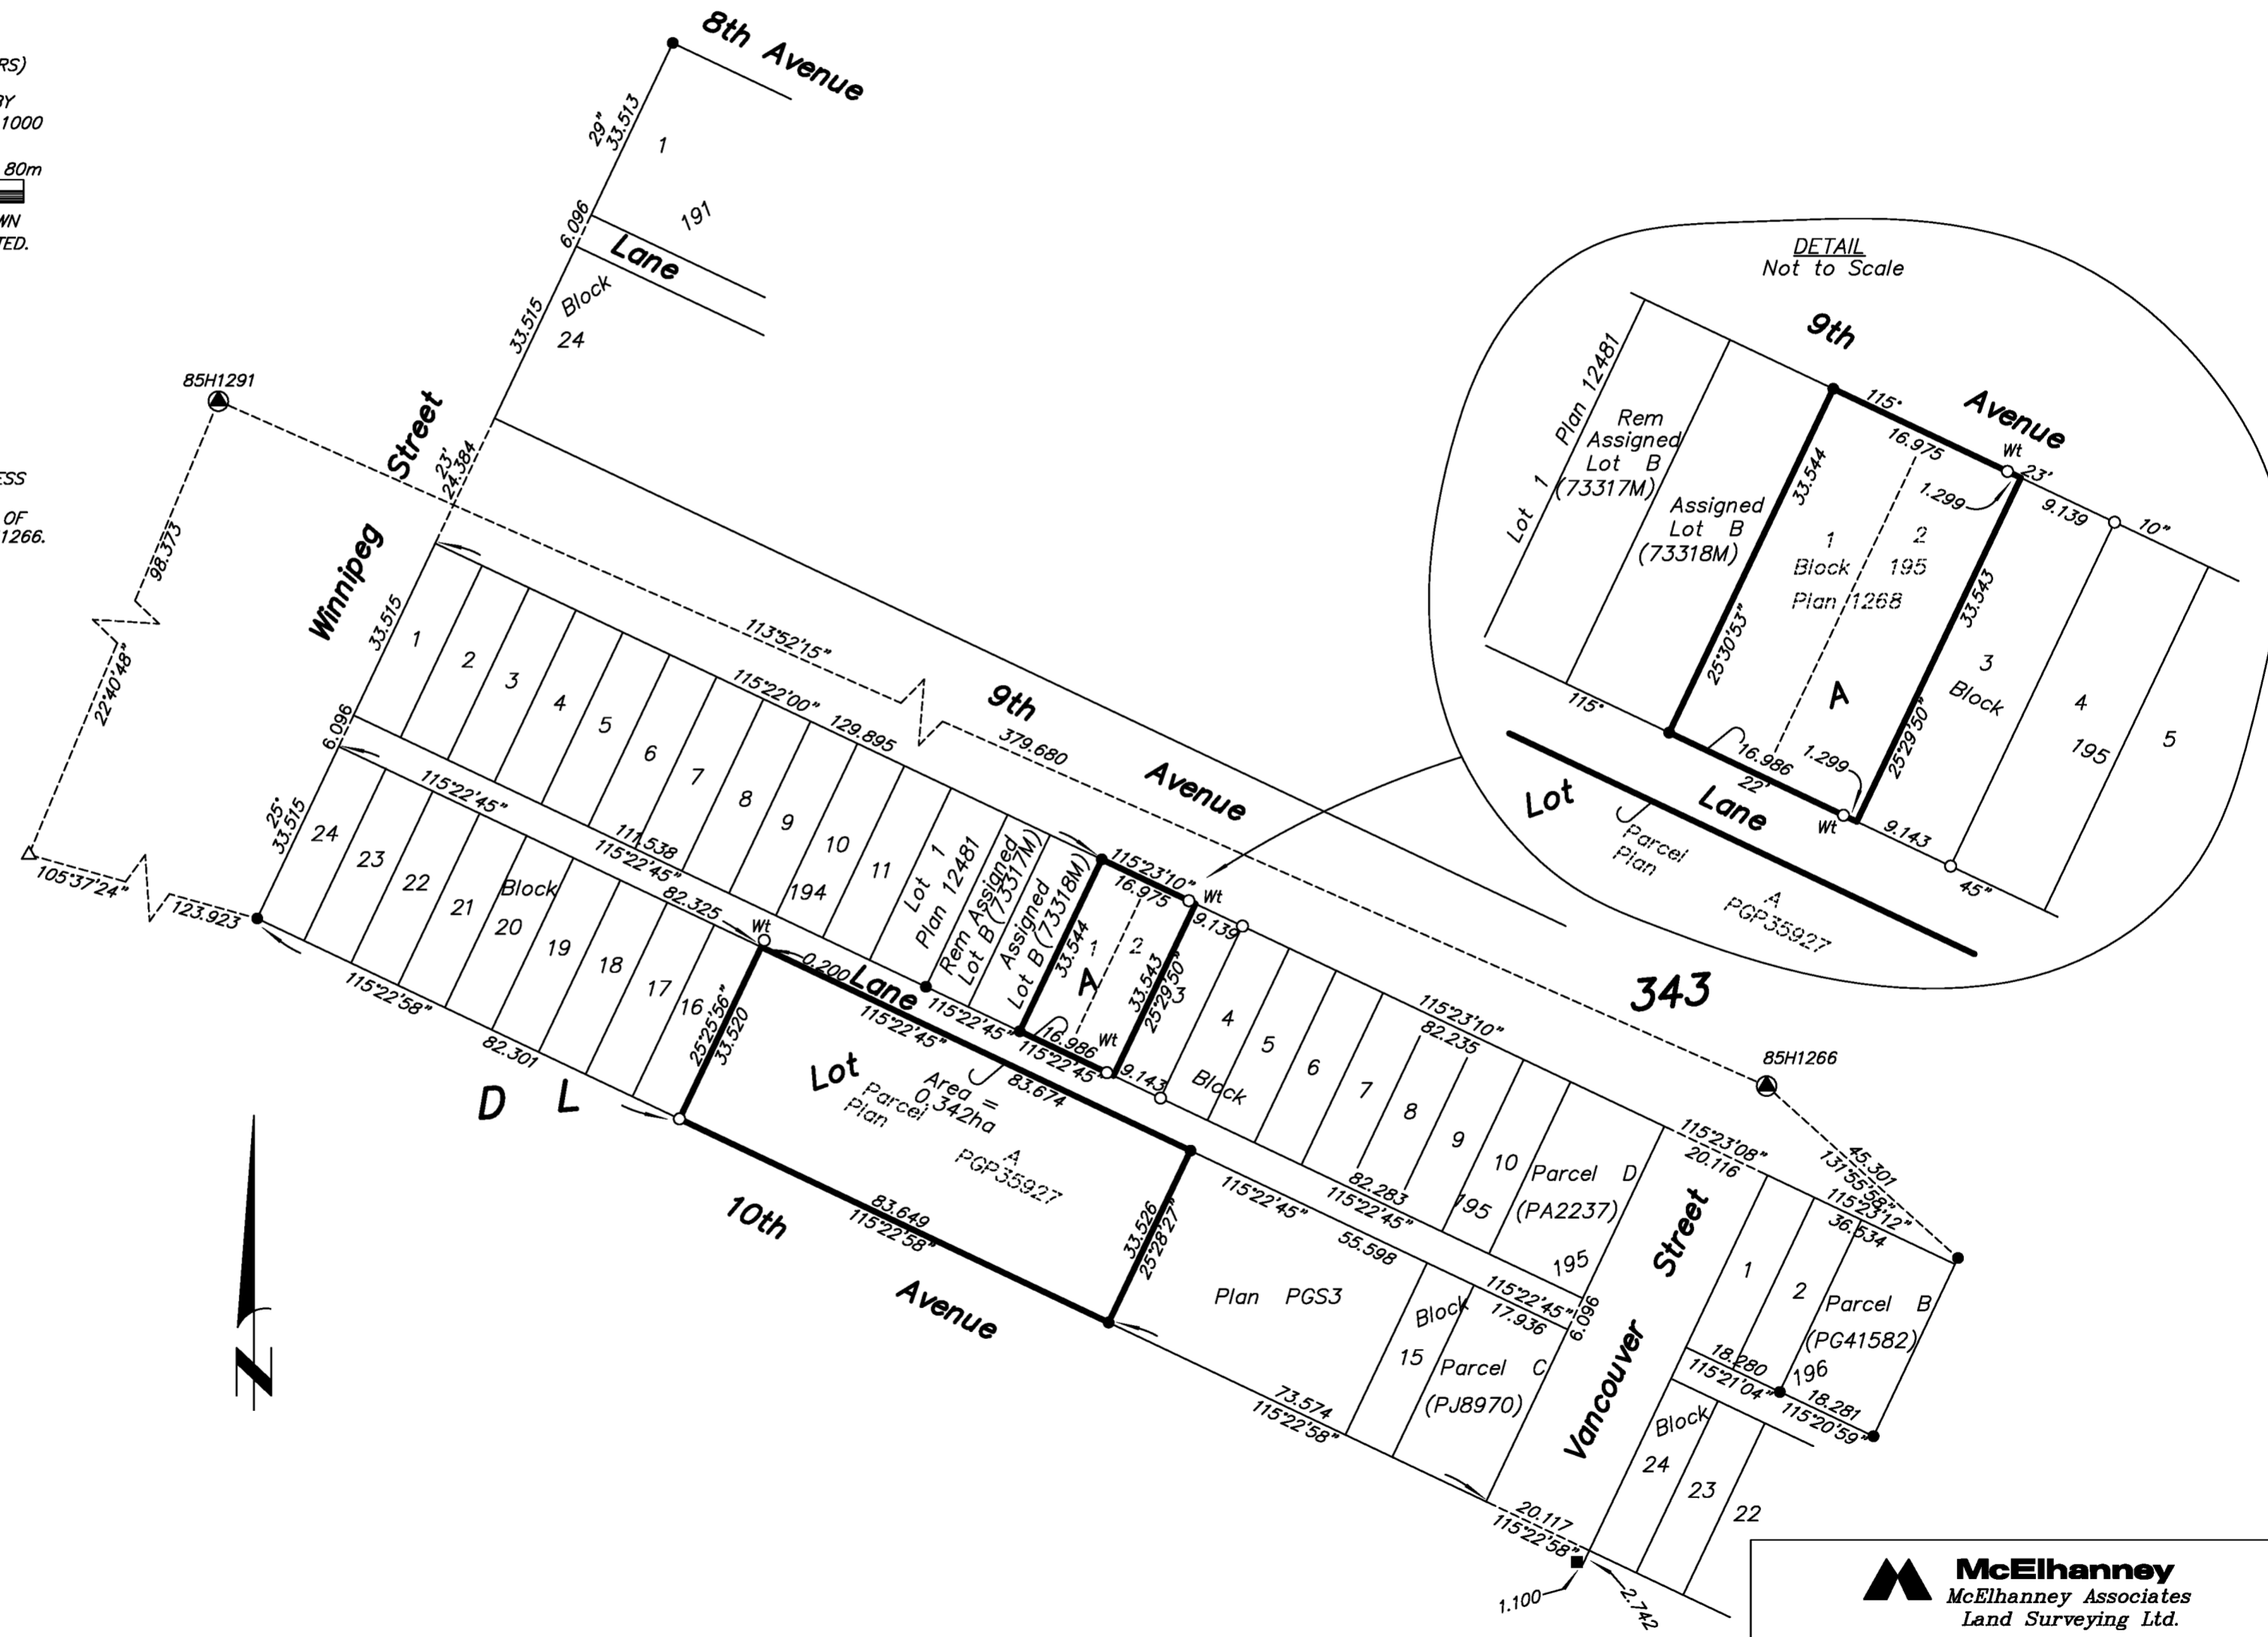 RS)
BY
1000
80m
WN
TED.
ESS
OF
1266.
8th Avenue
29"
33.513
1
191
6.096
Lane
Block
33.515
24
85H1291
Street
23'
24.384
98.373
22°40'48"
Winnipeg
33.515
6.096
25°
33.515
105°37'24"
123.923
113°52'15"
379.680
9th
Avenue
115°22'00"
129.895
1
2
3
4
5
6
7
8
9
10
11
194
Lot 1
Plan 12481
Rem Assigned
Lot B (73317M)
Assigned
Lot B (73318M)
115°22'45"
111.538
115°22'45"
82.325
Wt
0.200
Lane
24
23
22
21
Block
20
19
18
17
16
115°22'58"
82.301
D L
25°25'56"
33.520
115°22'45"
83.674
Lot
Area =
0.342ha
Parcel
Plan
A
PGP35927
83.649
115°22'58"
10th
Avenue
33.526
25°28'27"
115°23'10"
16.975
Wt
9.139
33.544
1
2
A
33.543
25°29'50"
3
115°22'45"
16.986
115°22'45"
Wt
9.143
4
5
6
7
8
9
10
Block
195
115°23'10"
82.235
82.283
115°22'45"
Parcel D
(PA2237)
195
115°22'45"
55.598
Plan PGS3
Block
15
115°22'45"
17.936
6.096
Parcel C
(PJ8970)
73.574
115°22'58"
20.117
115°22'58"
1.100
2.742
343
85H1266
45.301
131°55'58"
115°23'08"
20.116
115°23'12"
36.534
Street
Vancouver
1
2
Parcel B
(PG41582)
196
18.280
115°21'04"
18.281
115°20'59"
Block
24
23
22
DETAIL
Not to Scale
9th
Avenue
Lot 1 Plan 12481
Rem
Assigned
Lot B
(73317M)
Assigned
Lot B
(73318M)
115°
16.975
Wt
23'
1.299
9.139
10"
33.544
25°30'53"
1
2
Block 195
Plan 1268
A
33.543
25°29'50"
3
Block
4
195
5
115°
16.986
22'
1.299
Wt
9.143
45"
Lane
Lot
Parcel
Plan
A
PGP35927
McElhanney
McElhanney Associates
Land Surveying Ltd.